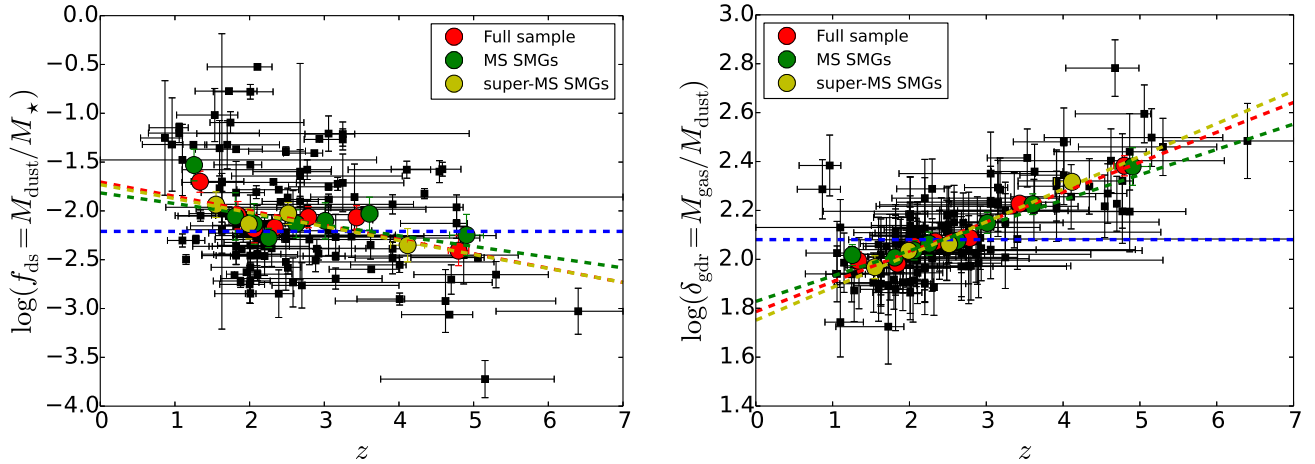 log(f_ds = M_dust/M_⋆)
0.0
−0.5
−1.0
−1.5
−2.0
−2.5
−3.0
−3.5
−4.0
Full sample
MS SMGs
super-MS SMGs
0 1 2 3 4 5 6 7
z
log(δ_gdr = M_gas/M_dust)
3.0
2.8
2.6
2.4
2.2
2.0
1.8
1.6
1.4
Full sample
MS SMGs
super-MS SMGs
0 1 2 3 4 5 6 7
z